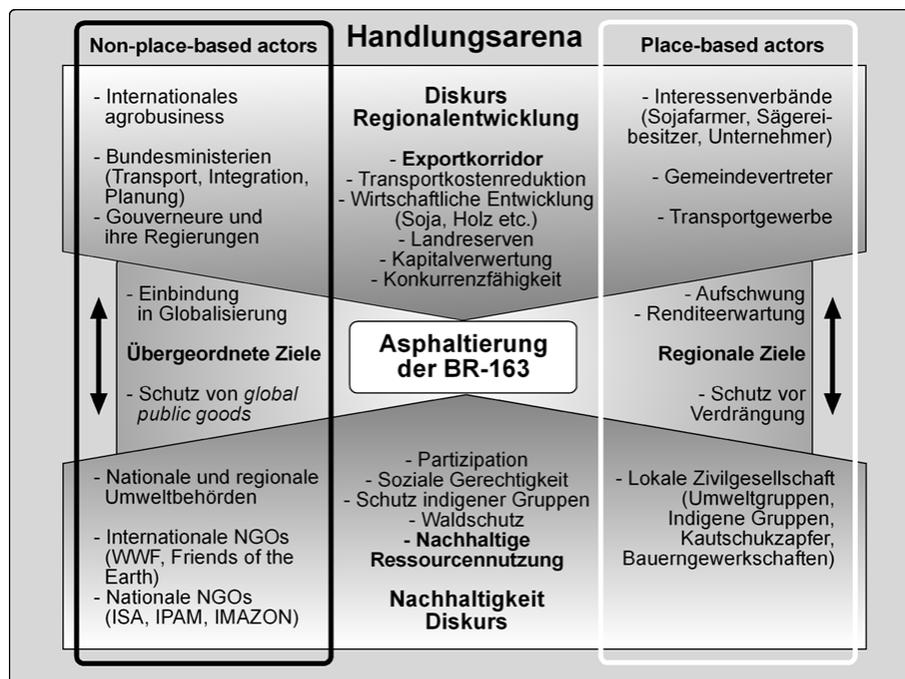 Handlungsarena
Non-place-based actors
- Internationales
agrobusiness
- Bundesministerien
(Transport, Integration,
Planung)
- Gouverneure und
ihre Regierungen
- Einbindung
in Globalisierung
Übergeordnete Ziele
- Schutz von global
public goods
- Nationale und regionale
Umweltbehörden
- Internationale NGOs
(WWF, Friends of the
Earth)
- Nationale NGOs
(ISA, IPAM, IMAZON)
Diskurs
Regionalentwicklung
- Exportkorridor
- Transportkostenreduktion
- Wirtschaftliche Entwicklung
(Soja, Holz etc.)
- Landreserven
- Kapitalverwertung
- Konkurrenzfähigkeit
Asphaltierung
der BR-163
- Partizipation
- Soziale Gerechtigkeit
- Schutz indigener Gruppen
- Waldschutz
- Nachhaltige
Ressourcennutzung
Nachhaltigkeit
Diskurs
Place-based actors
- Interessenverbände
(Sojafarmer, Sägerei-
besitzer, Unternehmer)
- Gemeindevertreter
- Transportgewerbe
- Aufschwung
- Renditeerwartung
Regionale Ziele
- Schutz vor
Verdrängung
- Lokale Zivilgesellschaft
(Umweltgruppen,
Indigene Gruppen,
Kautschukzapfer,
Bauerngewerkschaften)